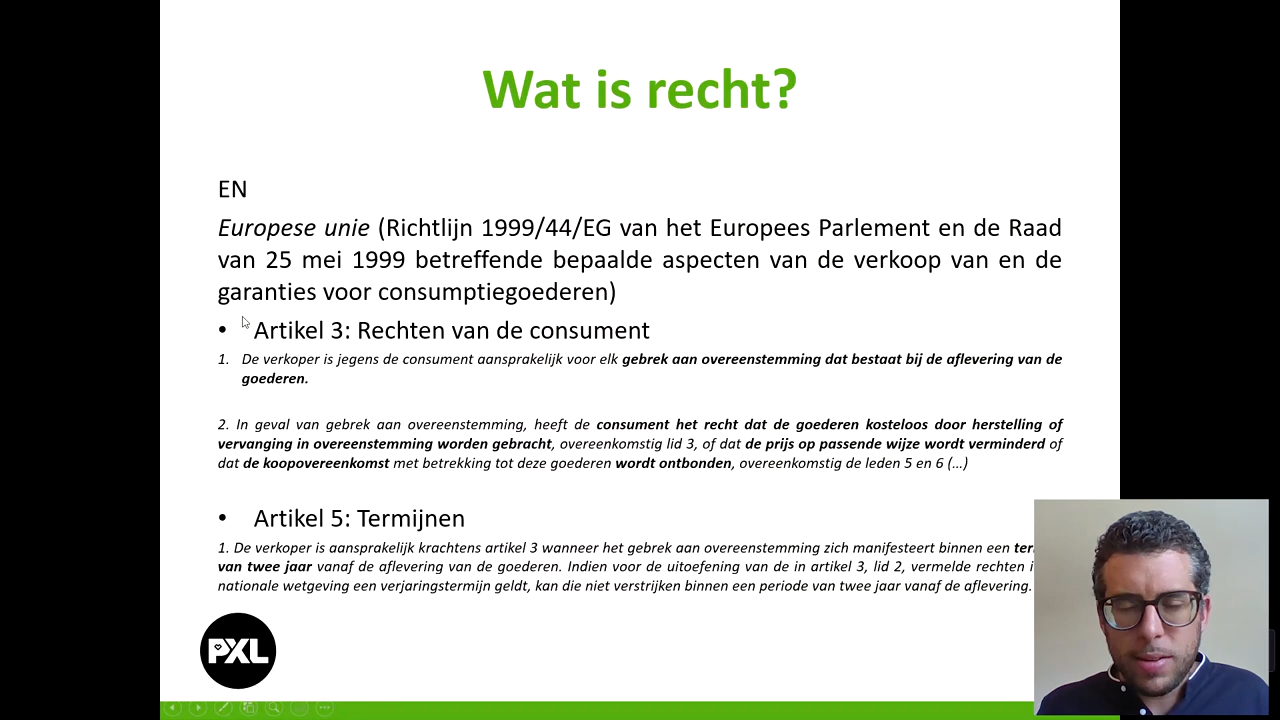 Wat is recht?
EN
Europese unie (Richtlijn 1999/44/EG van het Europees Parlement en de Raad
van 25 mei 1999 betreffende bepaalde aspecten van de verkoop van en de
garanties voor consumptiegoederen)
• Artikel 3: Rechten van de consument
1. De verkoper is jegens de consument aansprakelijk voor elk gebrek aan overeenstemming dat bestaat bij de aflevering van de
goederen.
2. In geval van gebrek aan overeenstemming, heeft de consument het recht dat de goederen kosteloos door herstelling of
vervanging in overeenstemming worden gebracht, overeenkomstig lid 3, of dat de prijs op passende wijze wordt verminderd of
dat de koopovereenkomst met betrekking tot deze goederen wordt ontbonden, overeenkomstig de leden 5 en 6 (…)
• Artikel 5: Termijnen
1. De verkoper is aansprakelijk krachtens artikel 3 wanneer het gebrek aan overeenstemming zich manifesteert binnen een
van twee jaar vanaf de aflevering van de goederen. Indien voor de uitoefening van de in artikel 3, lid 2, vermelde rechten
nationale wetgeving een verjaringstermijn geldt, kan die niet verstrijken binnen een periode van twee jaar vanaf de aflevering.
PXL